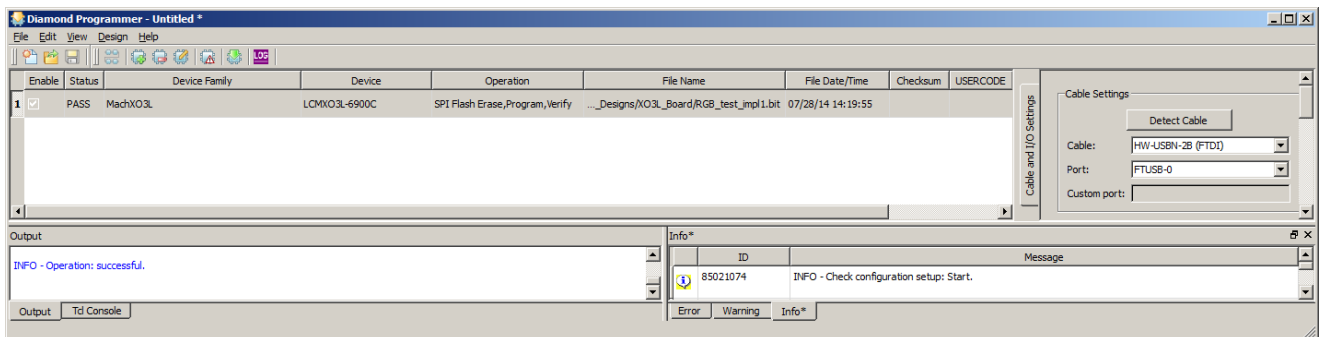 Diamond Programmer - Untitled *
File Edit View Design Help
LOG
Enable Status Device Family Device Operation File Name File Date/Time Checksum USERCODE
1 PASS MachXO3L LCMXO3L-6900C SPI Flash Erase,Program,Verify ..._Designs/XO3L_Board/RGB_test_impl1.bit 07/28/14 14:19:55
Cable and I/O Settings
Cable Settings
Detect Cable
Cable: HW-USBN-2B (FTDI)
Port: FTUSB-0
Custom port:
Output
INFO - Operation: successful.
Output Tcl Console
Info*
ID Message
85021074 INFO - Check configuration setup: Start.
Error Warning Info*